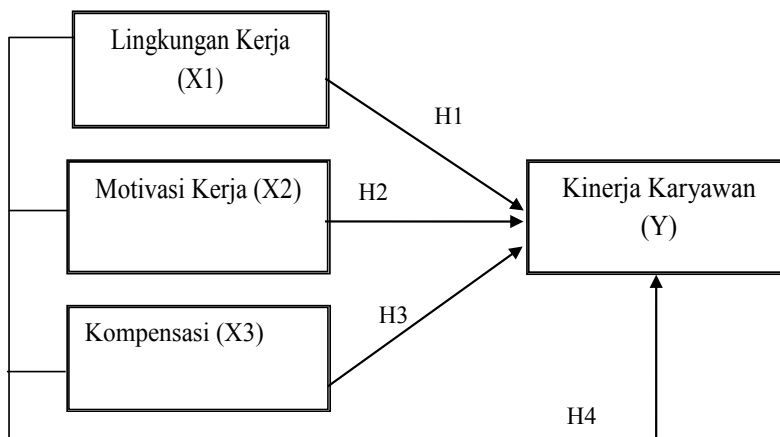 Lingkungan Kerja
(X1)
H1
Motivasi Kerja (X2)
H2
Kinerja Karyawan
(Y)
Kompensasi (X3)
H3
H4